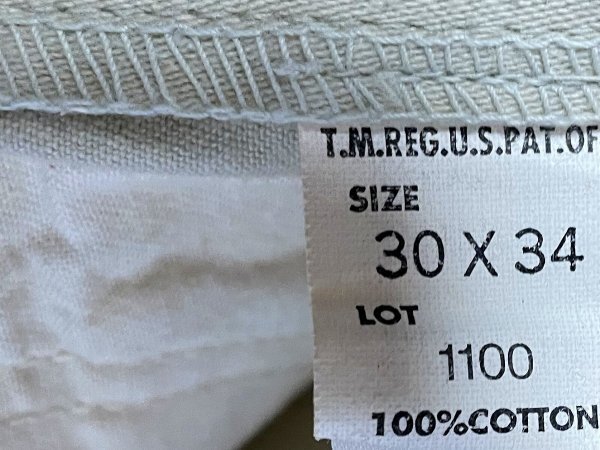 T.M.REG.U.S.PAT.OF
SIZE
30 X 34
LOT
1100
100%COTTON